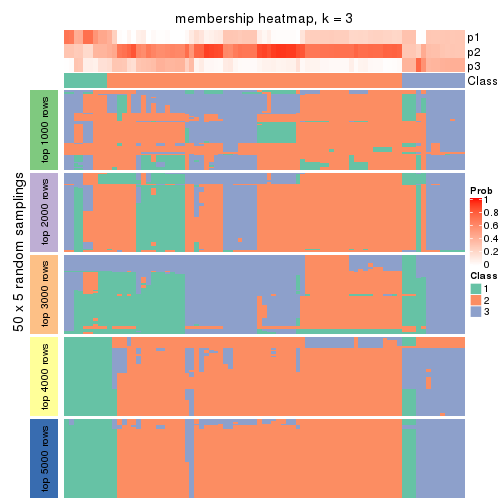 membership heatmap, k = 3
p1
p2
p3
Class
50 x 5 random samplings
top 1000 rows
top 2000 rows
top 3000 rows
top 4000 rows
top 5000 rows
Prob
1
0.8
0.6
0.4
0.2
0
Class
1
2
3